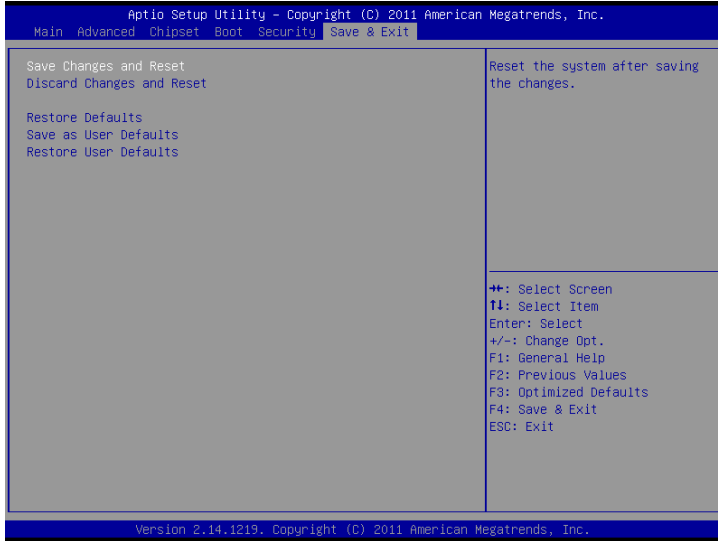 Aptio Setup Utility – Copyright (C) 2011 American Megatrends, Inc.
Main Advanced Chipset Boot Security Save & Exit
Save Changes and Reset
Discard Changes and Reset
Restore Defaults
Save as User Defaults
Restore User Defaults
Reset the system after saving
the changes.
→←: Select Screen
↑↓: Select Item
Enter: Select
+/-: Change Opt.
F1: General Help
F2: Previous Values
F3: Optimized Defaults
F4: Save & Exit
ESC: Exit
Version 2.14.1219. Copyright (C) 2011 American Megatrends, Inc.